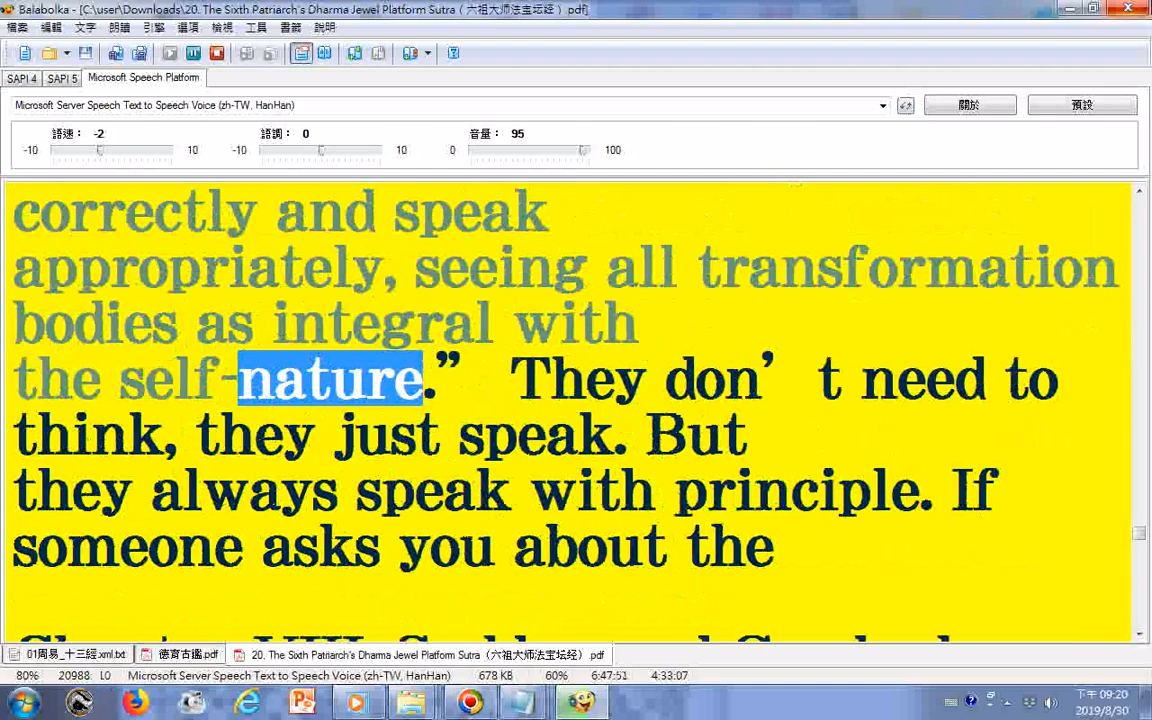 Balabolka - [C:\user\Downloads\20. The Sixth Patriarch's Dharma Jewel Platform Sutra（六祖大师法宝坛经）pdf]
檔案 編輯 文字 朗讀 引擎 選項 檢視 工具 書籤 說明
SAPI 4 SAPI 5 Microsoft Speech Platform
Microsoft Server Speech Text to Speech Voice (zh-TW, HanHan) 關於 預設
語速： -2 語調： 0 音量： 95
-10 10 -10 10 0 100
correctly and speak
appropriately, seeing all transformation
bodies as integral with
the self-nature.” They don’t need to
think, they just speak. But
they always speak with principle. If
someone asks you about the
01周易_十三經.xml.txt 德育古鑑.pdf 20. The Sixth Patriarch's Dharma Jewel Platform Sutra（六祖大师法宝坛经）.pdf
80% 20988: 10 Microsoft Server Speech Text to Speech Voice (zh-TW, HanHan) 678 KB 60% 6:47:51 4:33:07
下午 09:20
2019/8/30